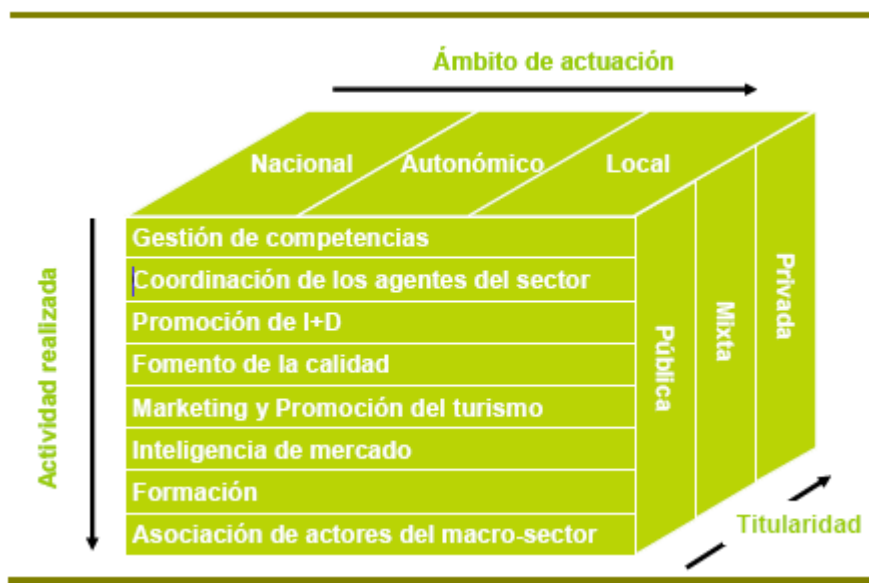 Ámbito de actuación
Nacional
Autonómico
Local
Actividad realizada
Gestión de competencias
Coordinación de los agentes del sector
Promoción de I+D
Fomento de la calidad
Marketing y Promoción del turismo
Inteligencia de mercado
Formación
Asociación de actores del macro-sector
Pública
Mixta
Privada
Titularidad